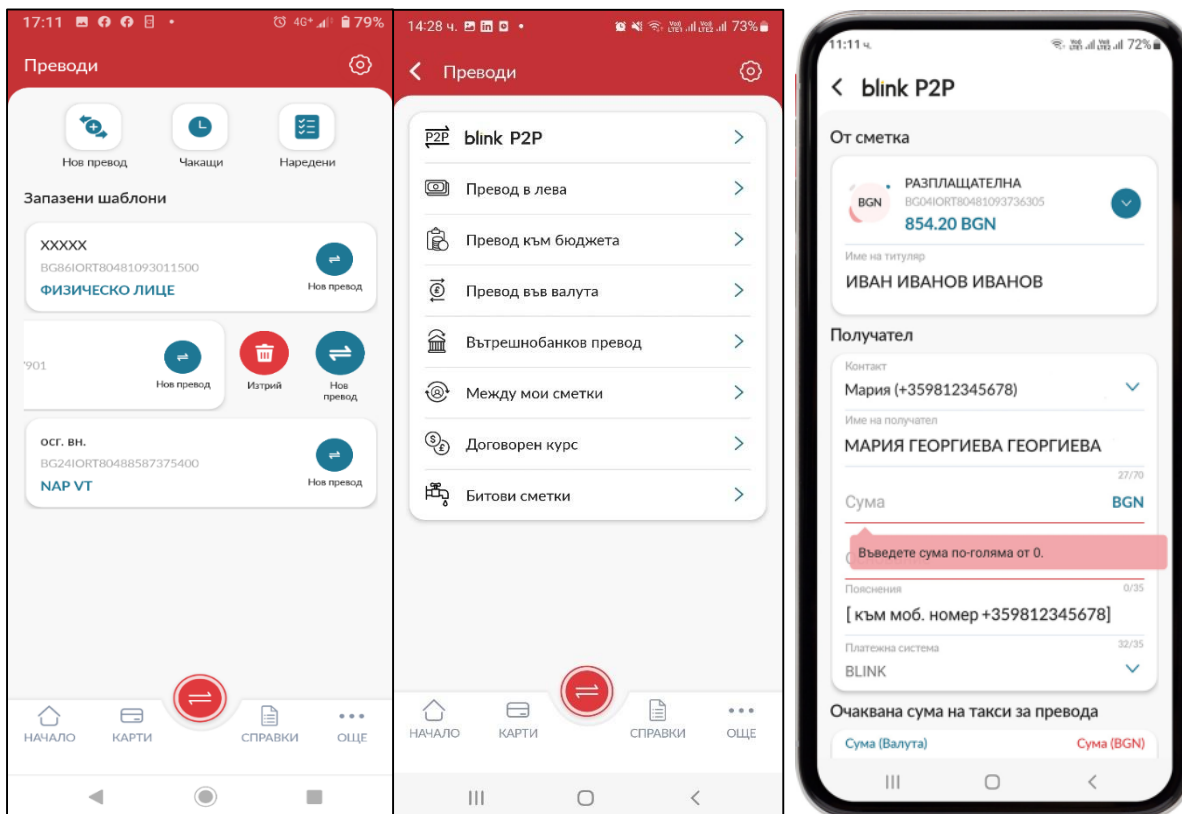 17:11 4G+ 79%
Преводи
Нов превод
Чакащи
Наредени
Запазени шаблони
XXXXX
BG86IORT80481093011500
ФИЗИЧЕСКО ЛИЦЕ
Нов превод
7901
Нов превод
Изтрий
Нов
превод
осг. вн.
BG24IORT80488587375400
NAP VT
Нов превод
НАЧАЛО
КАРТИ
СПРАВКИ
ОЩЕ
14:28 ч. 73%
Преводи
P2P blink P2P
Превод в лева
Превод към бюджета
Превод във валута
Вътрешнобанков превод
Между мои сметки
Договорен курс
Битови сметки
НАЧАЛО
КАРТИ
СПРАВКИ
ОЩЕ
11:11 ч. 72%
blink P2P
От сметка
BGN
РАЗПЛАЩАТЕЛНА
BG04IORT80481093736305
854.20 BGN
Име на титуляр
ИВАН ИВАНОВ ИВАНОВ
Получател
Контакт
Мария (+359812345678)
Име на получател
МАРИЯ ГЕОРГИЕВА ГЕОРГИЕВА
27/70
Сума BGN
Въведете сума по-голяма от 0.
Пояснения 0/35
[ към моб. номер +359812345678]
Платежна система 32/35
BLINK
Очаквана сума на такси за превода
Сума (Валута) Сума (BGN)